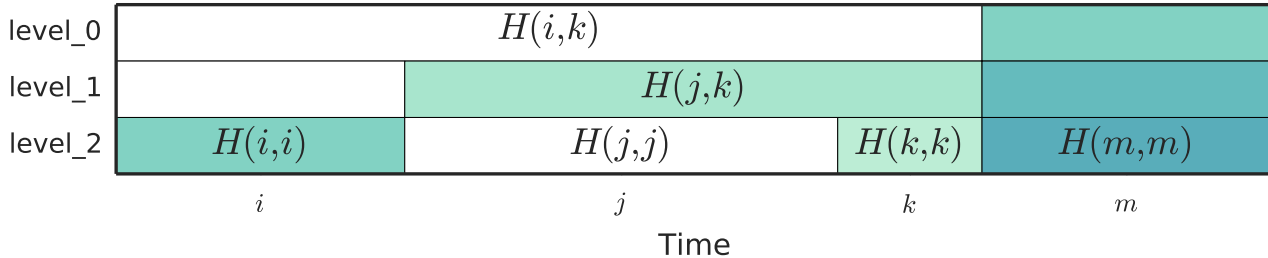 level_0 H(i,k)
level_1 H(j,k)
level_2 H(i,i) H(j,j) H(k,k) H(m,m)
i j k m
Time